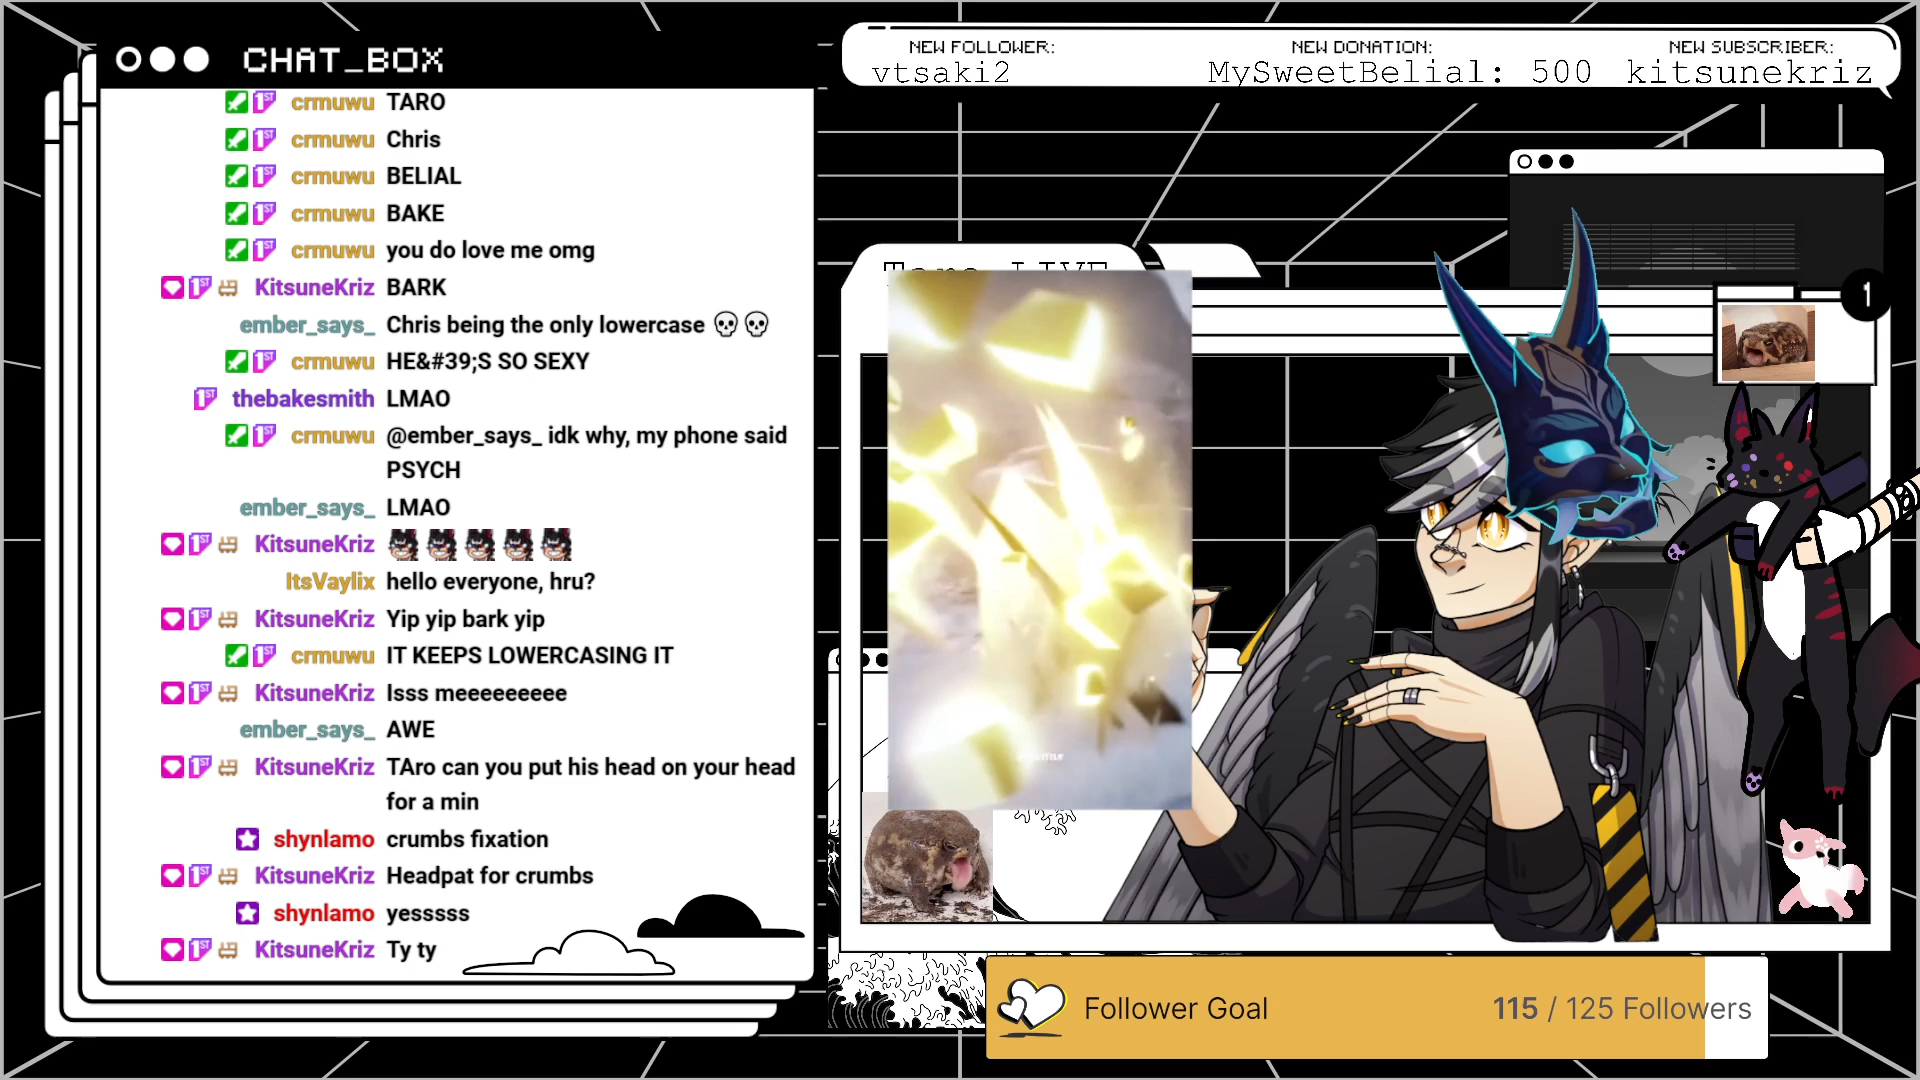 CHAT_BOX
crmuwu TARO
crmuwu Chris
crmuwu BELIAL
crmuwu BAKE
crmuwu you do love me omg
KitsuneKriz BARK
ember_says_ Chris being the only lowercase 💀💀
crmuwu HE&#39;S SO SEXY
thebakesmith LMAO
crmuwu @ember_says_ idk why, my phone said
PSYCH
ember_says_ LMAO
KitsuneKriz
ItsVaylix hello everyone, hru?
KitsuneKriz Yip yip bark yip
crmuwu IT KEEPS LOWERCASING IT
KitsuneKriz Isss meeeeeeeee
ember_says_ AWE
KitsuneKriz TAro can you put his head on your head
for a min
shynlamo crumbs fixation
KitsuneKriz Headpat for crumbs
shynlamo yesssss
KitsuneKriz Ty ty
NEW FOLLOWER: NEW DONATION: NEW SUBSCRIBER:
vtsaki2 MySweetBelial: 500 kitsunekriz
Taro LIVE
1
Follower Goal 115 / 125 Followers